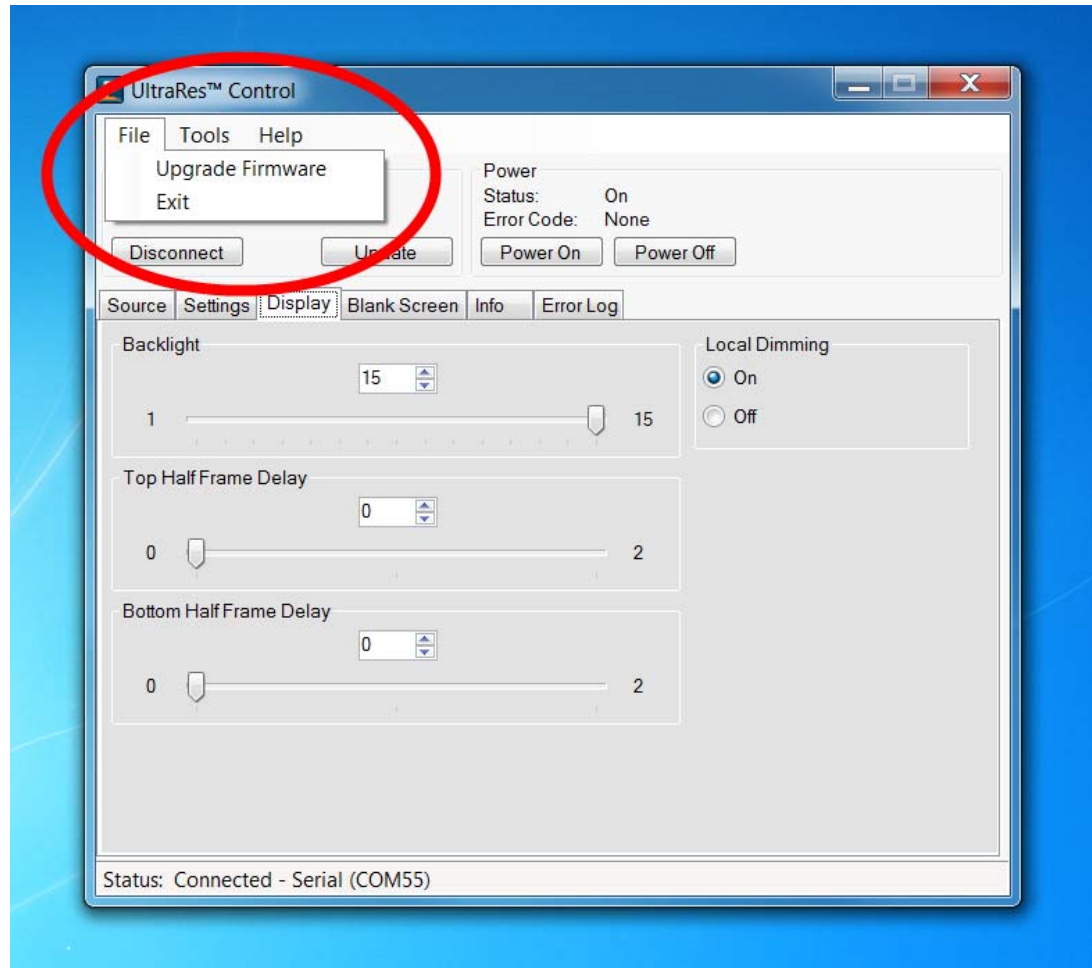 UltraRes™ Control
File Tools Help
Upgrade Firmware
Exit
Disconnect Update
Power
Status: On
Error Code: None
Power On Power Off
Source Settings Display Blank Screen Info Error Log
Backlight
15
1 15
Local Dimming
On
Off
Top Half Frame Delay
0
0 2
Bottom Half Frame Delay
0
0 2
Status: Connected - Serial (COM55)